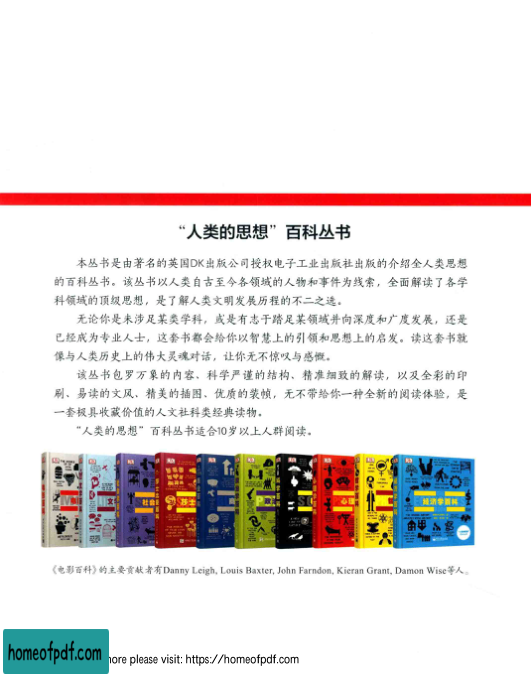 “人类的思想”百科丛书
本丛书是由著名的英国DK出版公司授权电子工业出版社出版的介绍全人类思想
的百科丛书。该丛书以人类自古至今各领域的人物和事件为线索，全面解读了各学
科领域的顶级思想，是了解人类文明发展历程的不二之选。
无论你是未涉足某类学科，或是有志于踏足某领域并向深度和广度发展，还是
已经成为专业人士，这套书都会给你以智慧上的引领和思想上的启发。读这套书就
像与人类历史上的伟大灵魂对话，让你无不惊叹与感慨。
该丛书包罗万象的内容、科学严谨的结构、精准细致的解读，以及全彩的印
刷、易读的文风、精美的插图、优质的装帧，无不带给你一种全新的阅读体验，是
一套极具收藏价值的人文社科类经典读物。
“人类的思想”百科丛书适合10岁以上人群阅读。
经济学百科
《电影百科》的主要贡献者有Danny Leigh, Louis Baxter, John Farndon, Kieran Grant, Damon Wise等人。
homeofpdf.com
more please visit: https://homeofpdf.com